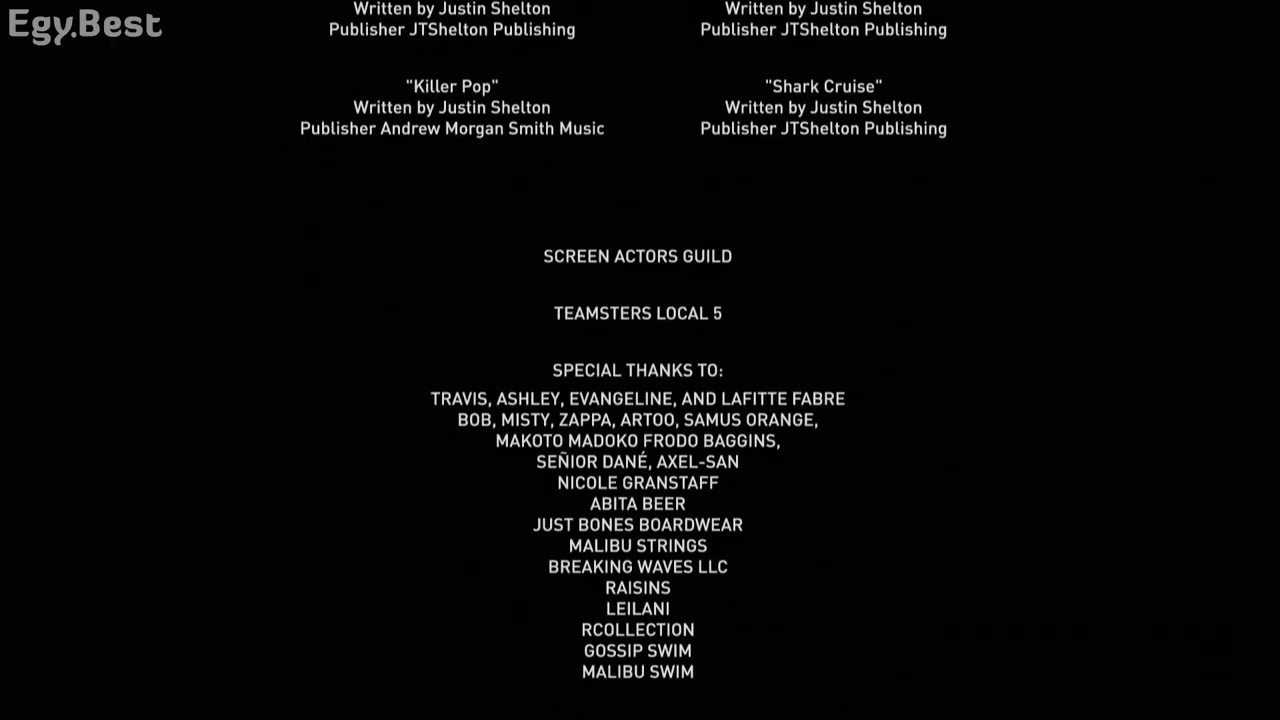 Egy.Best
Written by Justin Shelton
Publisher JTShelton Publishing
Written by Justin Shelton
Publisher JTShelton Publishing
"Killer Pop"
Written by Justin Shelton
Publisher Andrew Morgan Smith Music
"Shark Cruise"
Written by Justin Shelton
Publisher JTShelton Publishing
SCREEN ACTORS GUILD
TEAMSTERS LOCAL 5
SPECIAL THANKS TO:
TRAVIS, ASHLEY, EVANGELINE, AND LAFITTE FABRE
BOB, MISTY, ZAPPA, ARTOO, SAMUS ORANGE,
MAKOTO MADOKO FRODO BAGGINS,
SEÑIOR DANÉ, AXEL-SAN
NICOLE GRANSTAFF
ABITA BEER
JUST BONES BOARDWEAR
MALIBU STRINGS
BREAKING WAVES LLC
RAISINS
LEILANI
RCOLLECTION
GOSSIP SWIM
MALIBU SWIM